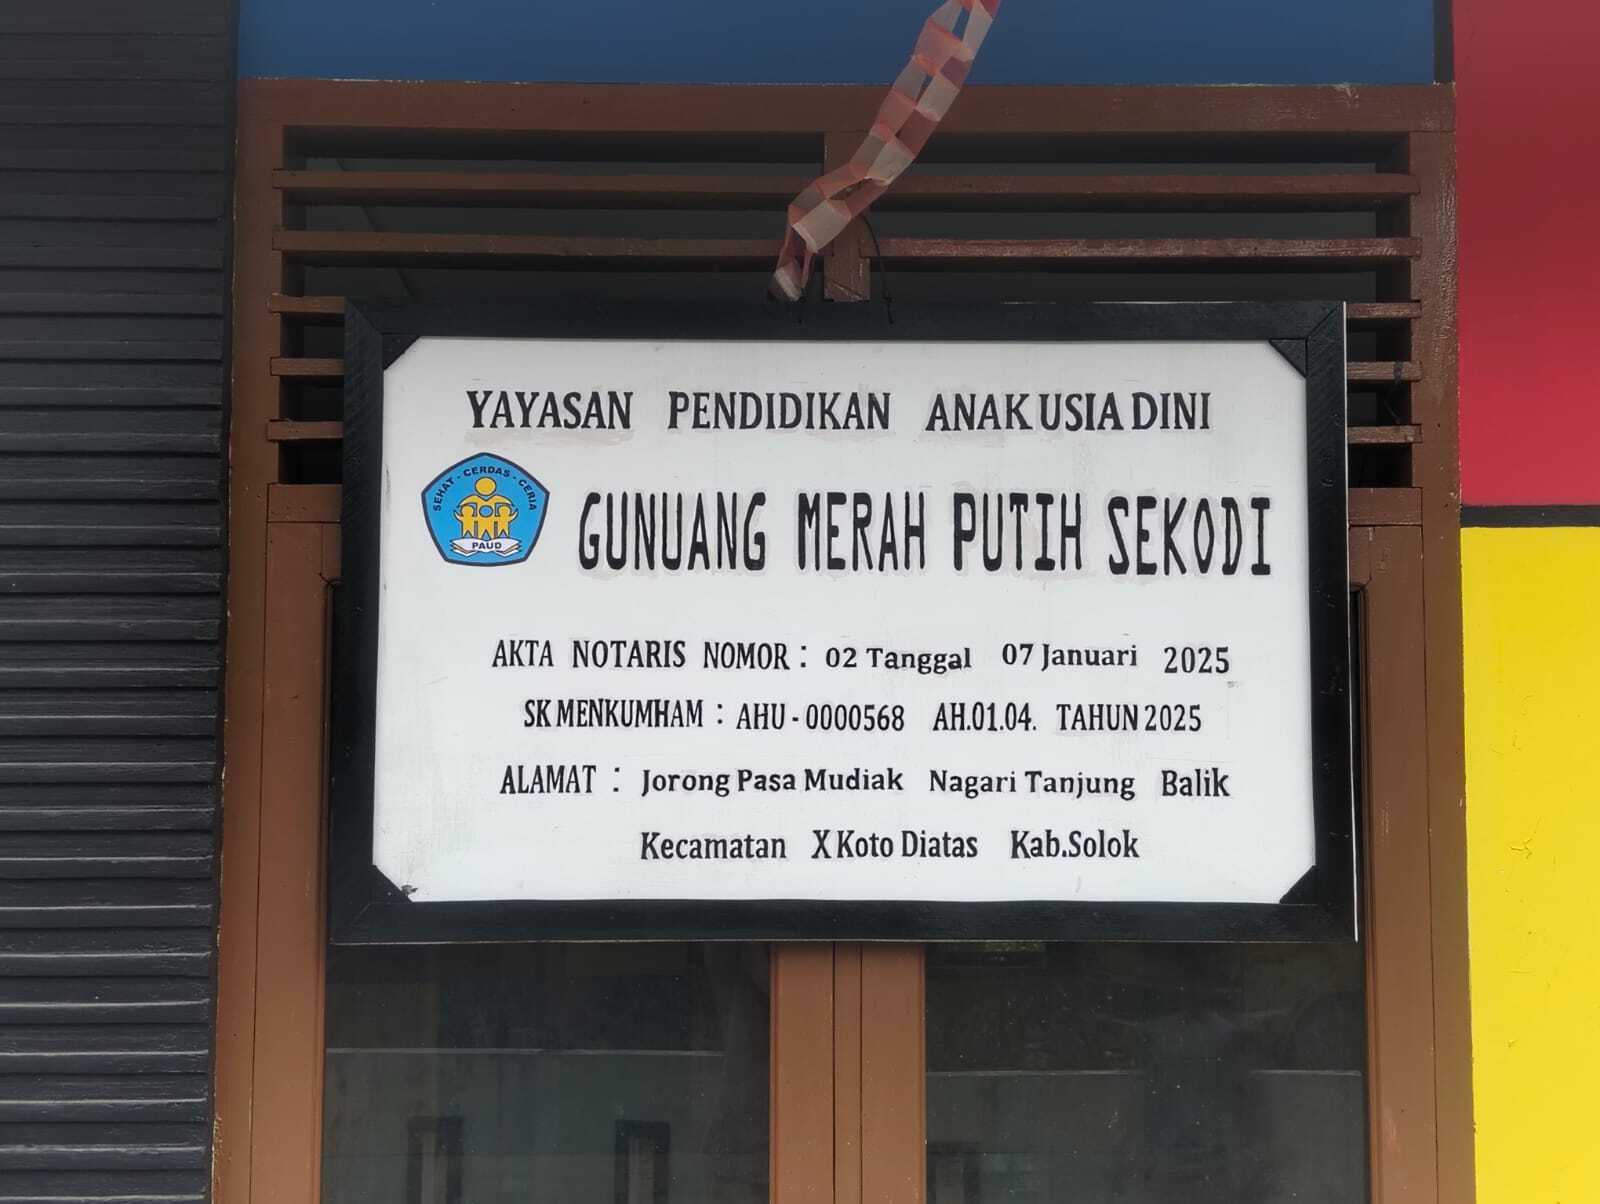 YAYASAN PENDIDIKAN ANAK USIA DINI
SEHAT - CERDAS - CERIA
PAUD
GUNUANG MERAH PUTIH SEKODI
AKTA NOTARIS NOMOR : 02 Tanggal 07 Januari 2025
SK MENKUMHAM : AHU - 0000568 AH.01.04. TAHUN 2025
ALAMAT : Jorong Pasa Mudiak Nagari Tanjung Balik
Kecamatan X Koto Diatas Kab.Solok